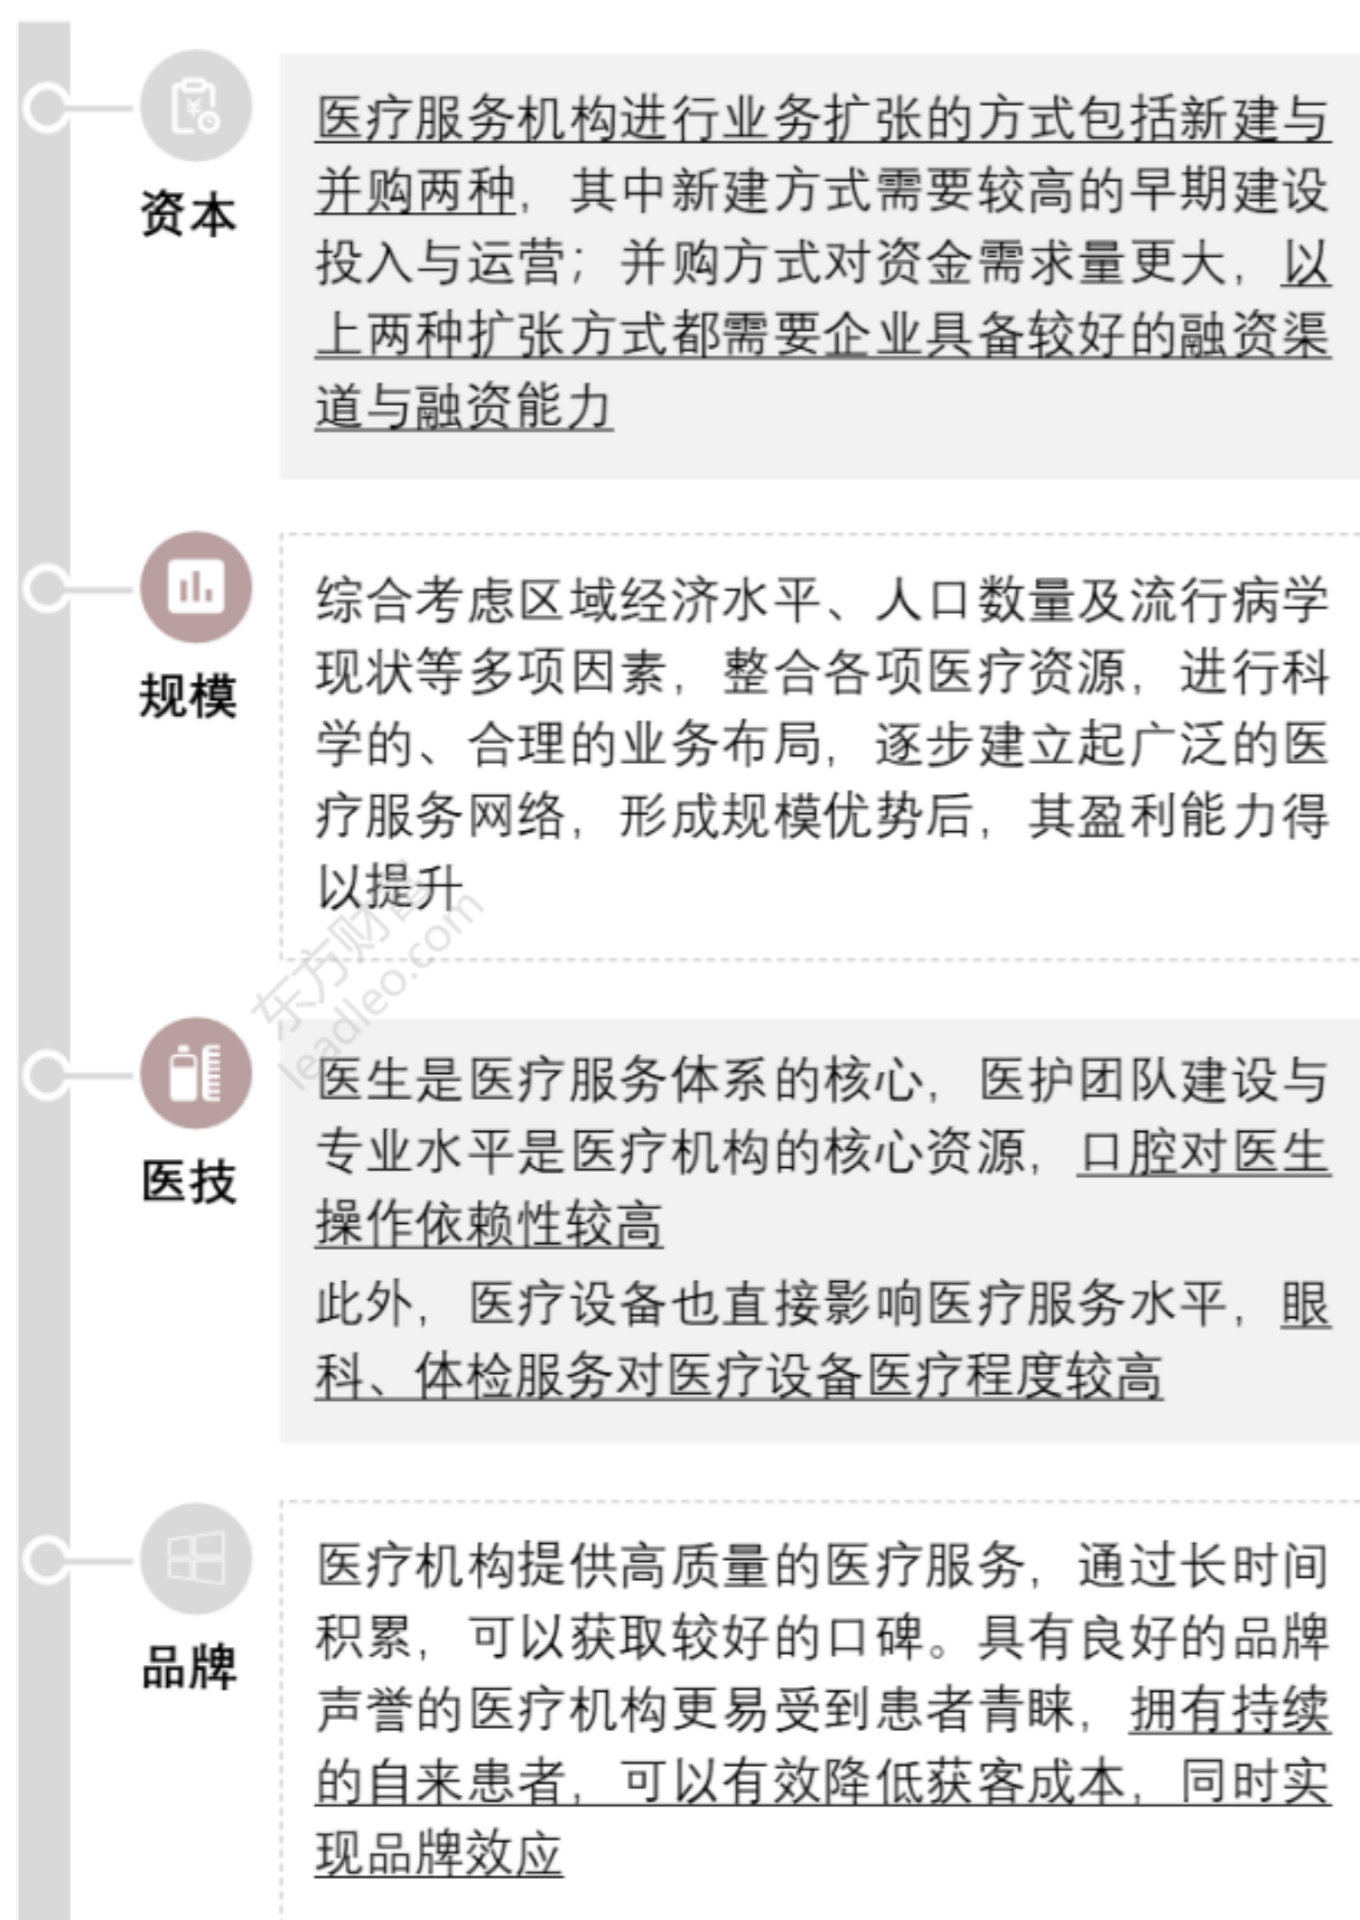 资本
医疗服务机构进行业务扩张的方式包括新建与
并购两种，其中新建方式需要较高的早期建设
投入与运营；并购方式对资金需求量更大，以
上两种扩张方式都需要企业具备较好的融资渠
道与融资能力
规模
综合考虑区域经济水平、人口数量及流行病学
现状等多项因素，整合各项医疗资源，进行科
学的、合理的业务布局，逐步建立起广泛的医
疗服务网络，形成规模优势后，其盈利能力得
以提升
东方财富
leadleo.com
医技
医生是医疗服务体系的核心，医护团队建设与
专业水平是医疗机构的核心资源，口腔对医生
操作依赖性较高
此外，医疗设备也直接影响医疗服务水平，眼
科、体检服务对医疗设备医疗程度较高
品牌
医疗机构提供高质量的医疗服务，通过长时间
积累，可以获取较好的口碑。具有良好的品牌
声誉的医疗机构更易受到患者青睐，拥有持续
的自来患者，可以有效降低获客成本，同时实
现品牌效应